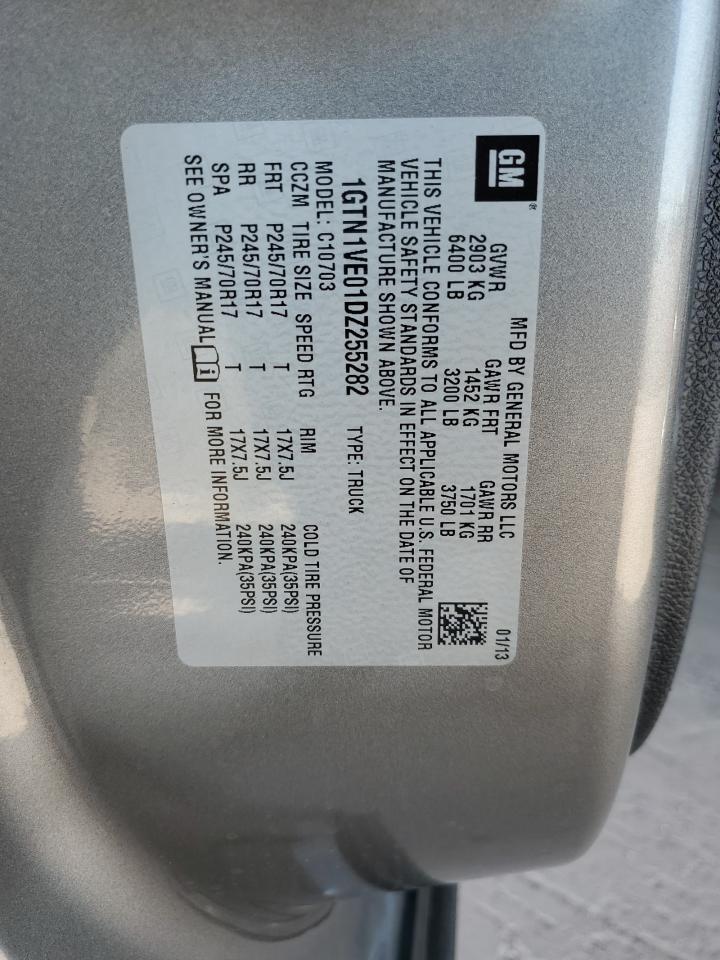 GM®
MFD BY GENERAL MOTORS LLC 01/13
GVWR GAWR FRT GAWR RR
2903 KG 1452 KG 1701 KG
6400 LB 3200 LB 3750 LB
THIS VEHICLE CONFORMS TO ALL APPLICABLE U.S. FEDERAL MOTOR
VEHICLE SAFETY STANDARDS IN EFFECT ON THE DATE OF
MANUFACTURE SHOWN ABOVE.
1GTN1VE01DZ255282 TYPE: TRUCK
MODEL: C10703
CCZM TIRE SIZE SPEED RTG RIM COLD TIRE PRESSURE
FRT P245/70R17 T 17X7.5J 240KPA(35PSI)
RR P245/70R17 T 17X7.5J 240KPA(35PSI)
SPA P245/70R17 T 17X7.5J 240KPA(35PSI)
SEE OWNER'S MANUAL FOR MORE INFORMATION.